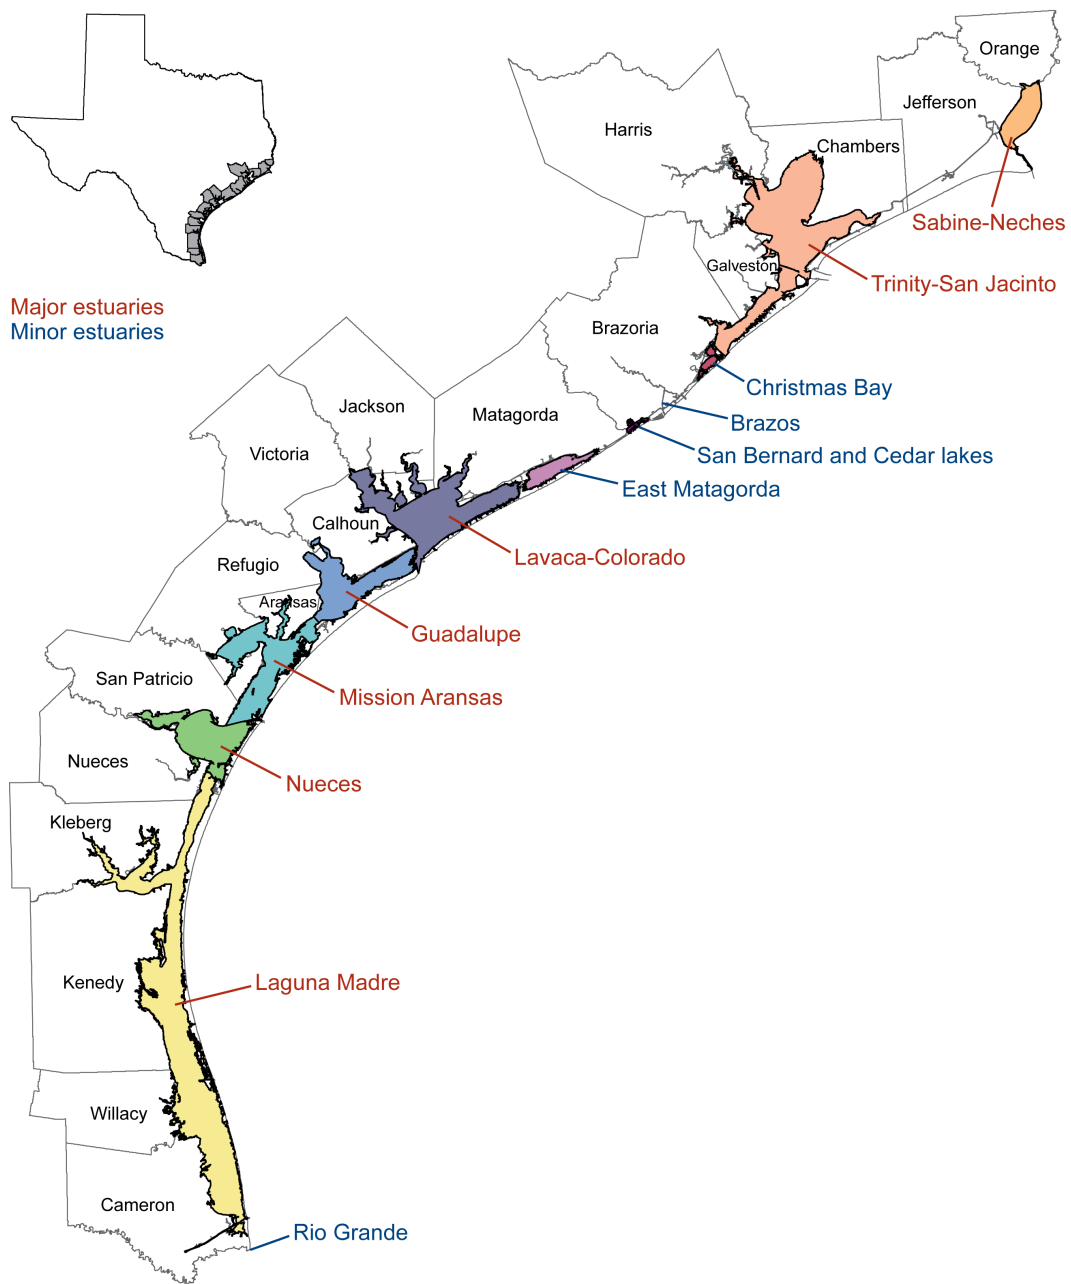 Orange
Jefferson
Harris
Chambers
Sabine-Neches
Galveston
Trinity-San Jacinto
Major estuaries
Minor estuaries
Brazoria
Christmas Bay
Jackson
Matagorda
Brazos
Victoria
San Bernard and Cedar lakes
East Matagorda
Calhoun
Lavaca-Colorado
Refugio
Aransas
Guadalupe
San Patricio
Mission Aransas
Nueces
Nueces
Kleberg
Kenedy
Laguna Madre
Willacy
Cameron
Rio Grande